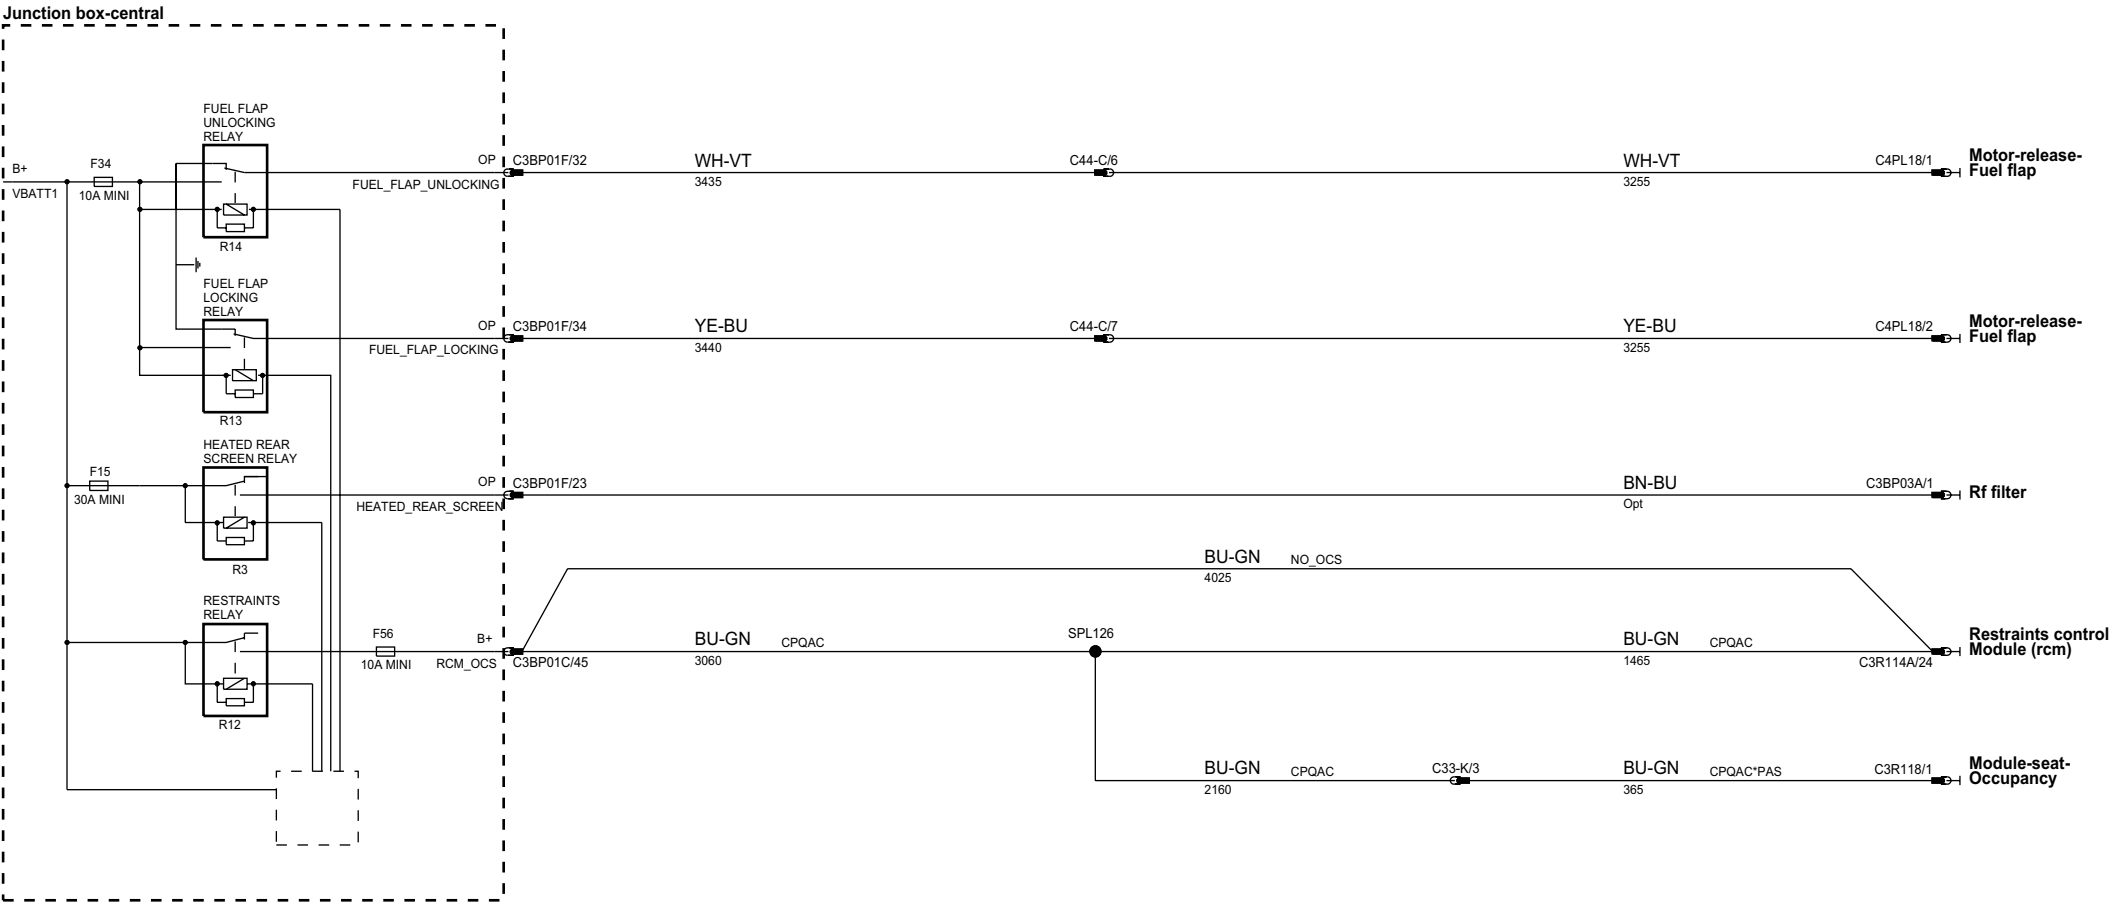 Junction box-central
FUEL FLAP
UNLOCKING
RELAY
B+
VBATT1
F34
10A MINI
R14
OP
FUEL_FLAP_UNLOCKING
C3BP01F/32
WH-VT
3435
C44-C/6
WH-VT
3255
C4PL18/1
Motor-release-
Fuel flap
FUEL FLAP
LOCKING
RELAY
R13
OP
FUEL_FLAP_LOCKING
C3BP01F/34
YE-BU
3440
C44-C/7
YE-BU
3255
C4PL18/2
Motor-release-
Fuel flap
HEATED REAR
SCREEN RELAY
F15
30A MINI
R3
OP
HEATED_REAR_SCREEN
C3BP01F/23
BN-BU
Opt
C3BP03A/1
Rf filter
BU-GN
NO_OCS
4025
RESTRAINTS
RELAY
R12
F56
10A MINI
B+
RCM_OCS
C3BP01C/45
BU-GN
CPQAC
3060
SPL126
BU-GN
CPQAC
1465
C3R114A/24
Restraints control
Module (rcm)
BU-GN
CPQAC
2160
C33-K/3
BU-GN
CPQAC*PAS
365
C3R118/1
Module-seat-
Occupancy